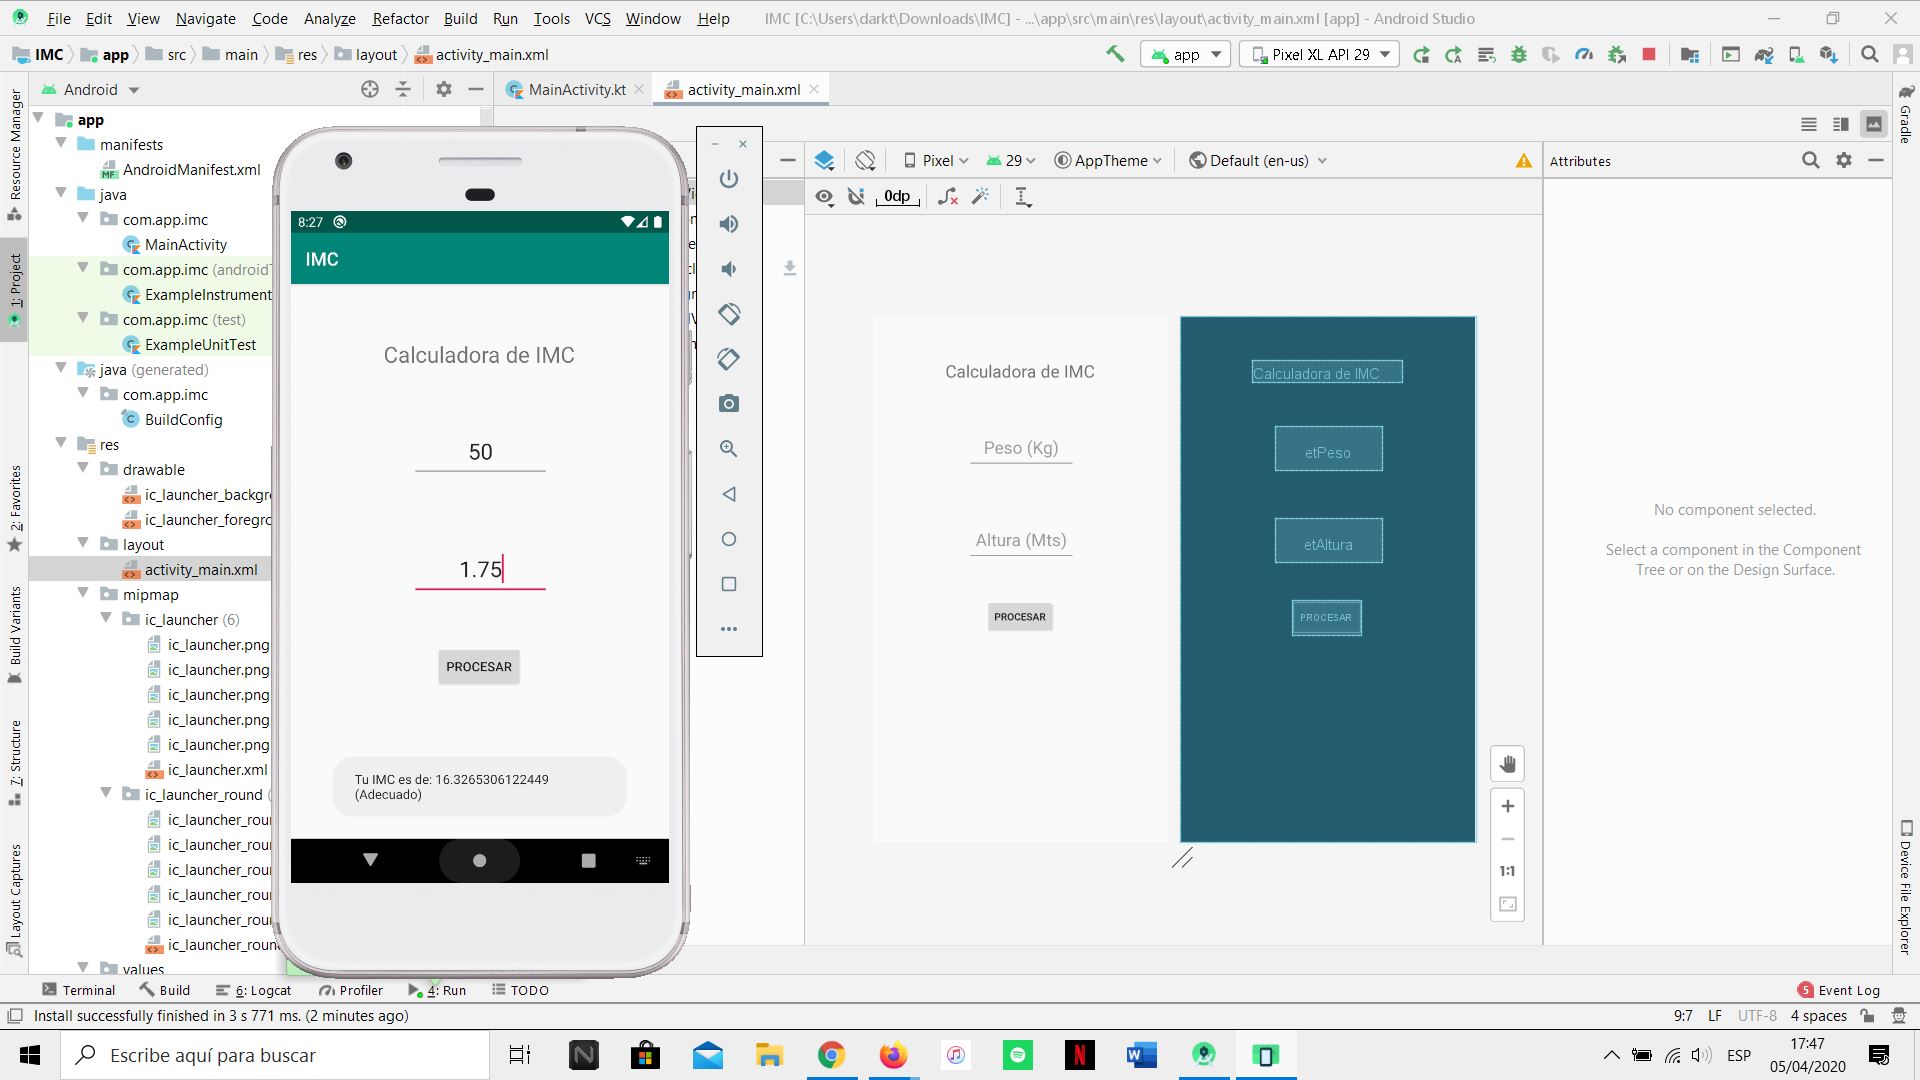 File Edit View Navigate Code Analyze Refactor Build Run Tools VCS Window Help IMC [C:\Users\darkt\Downloads\IMC] - ...\app\src\main\res\layout\activity_main.xml [app] - Android Studio
IMC app src main res layout activity_main.xml app Pixel XL API 29
Android MainActivity.kt activity_main.xml
Resource Manager
1: Project
2: Favorites
Build Variants
7: Structure
Layout Captures
app
manifests
AndroidManifest.xml
java
com.app.imc
MainActivity
com.app.imc (androidT
ExampleInstrument
com.app.imc (test)
ExampleUnitTest
java (generated)
com.app.imc
BuildConfig
res
drawable
ic_launcher_backgr
ic_launcher_foregro
layout
activity_main.xml
mipmap
ic_launcher (6)
ic_launcher.png
ic_launcher.png
ic_launcher.png
ic_launcher.png
ic_launcher.png
ic_launcher.xml
ic_launcher_round (
ic_launcher_rou
ic_launcher_rou
ic_launcher_rou
ic_launcher_rou
ic_launcher_rou
ic_launcher_roun
values
8:27
IMC
Calculadora de IMC
50
1.75
PROCESAR
Tu IMC es de: 16.3265306122449
(Adecuado)
Pixel 29 AppTheme Default (en-us)
0dp
Calculadora de IMC
Peso (Kg)
Altura (Mts)
PROCESAR
Calculadora de IMC
etPeso
etAltura
PROCESAR
1:1
Attributes
No component selected.
Select a component in the Component
Tree or on the Design Surface.
Gradle
Device File Explorer
Terminal Build 6: Logcat Profiler 4: Run TODO 5 Event Log
Install successfully finished in 3 s 771 ms. (2 minutes ago) 9:7 LF UTF-8 4 spaces
Escribe aquí para buscar
ESP
17:47
05/04/2020